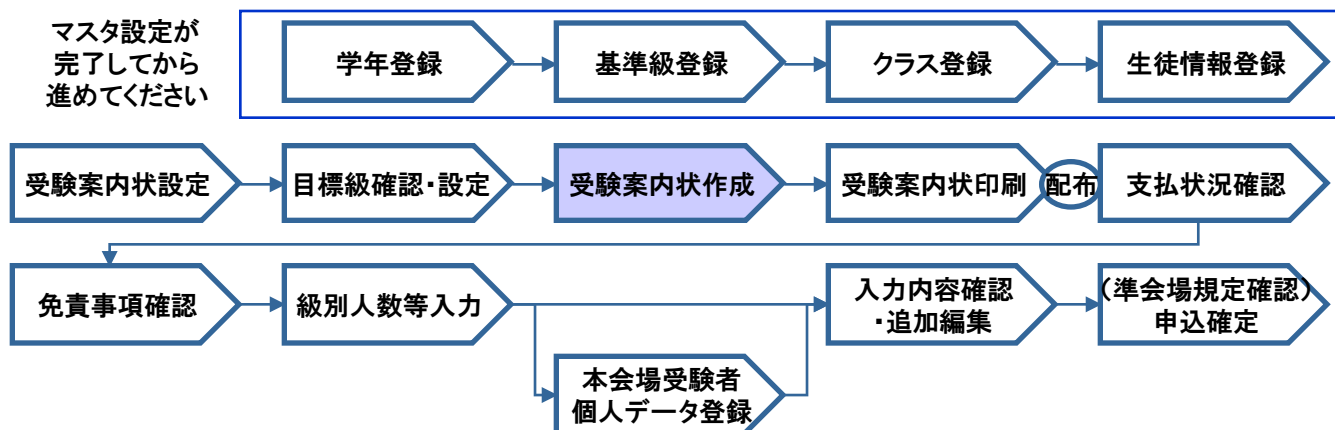 マスタ設定が
完了してから
進めてください
学年登録
基準級登録
クラス登録
生徒情報登録
受験案内状設定
目標級確認・設定
受験案内状作成
受験案内状印刷
配布
支払状況確認
免責事項確認
級別人数等入力
入力内容確認
・追加編集
（準会場規定確認）
申込確定
本会場受験者
個人データ登録